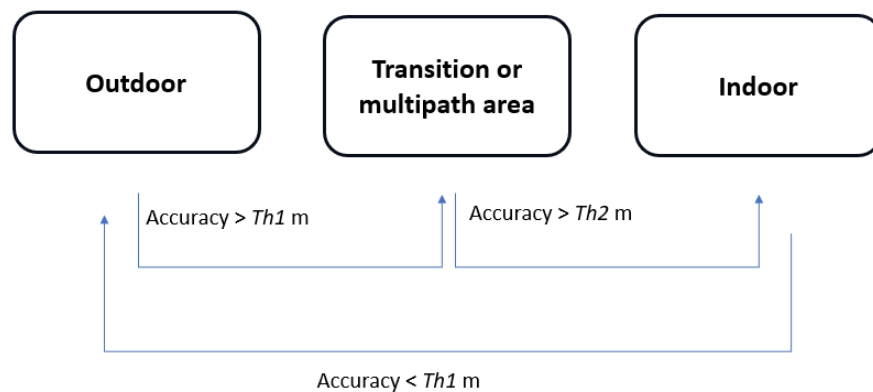 Outdoor
Transition or
multipath area
Indoor
Accuracy > Th1 m
Accuracy > Th2 m
Accuracy < Th1 m